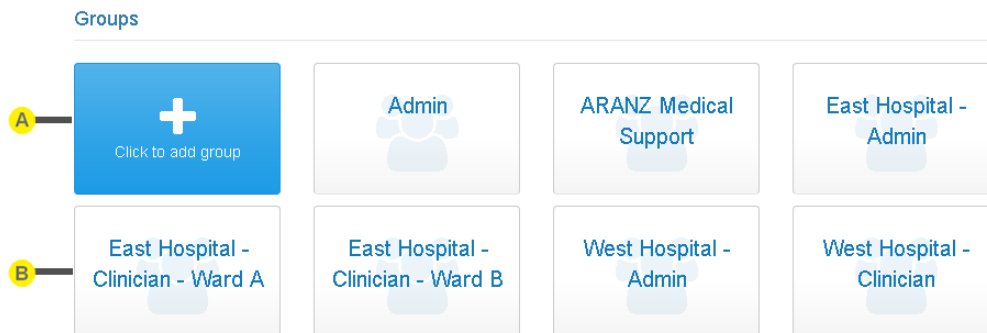 Groups
A
Click to add group
Admin
ARANZ Medical
Support
East Hospital -
Admin
B
East Hospital -
Clinician - Ward A
East Hospital -
Clinician - Ward B
West Hospital -
Admin
West Hospital -
Clinician